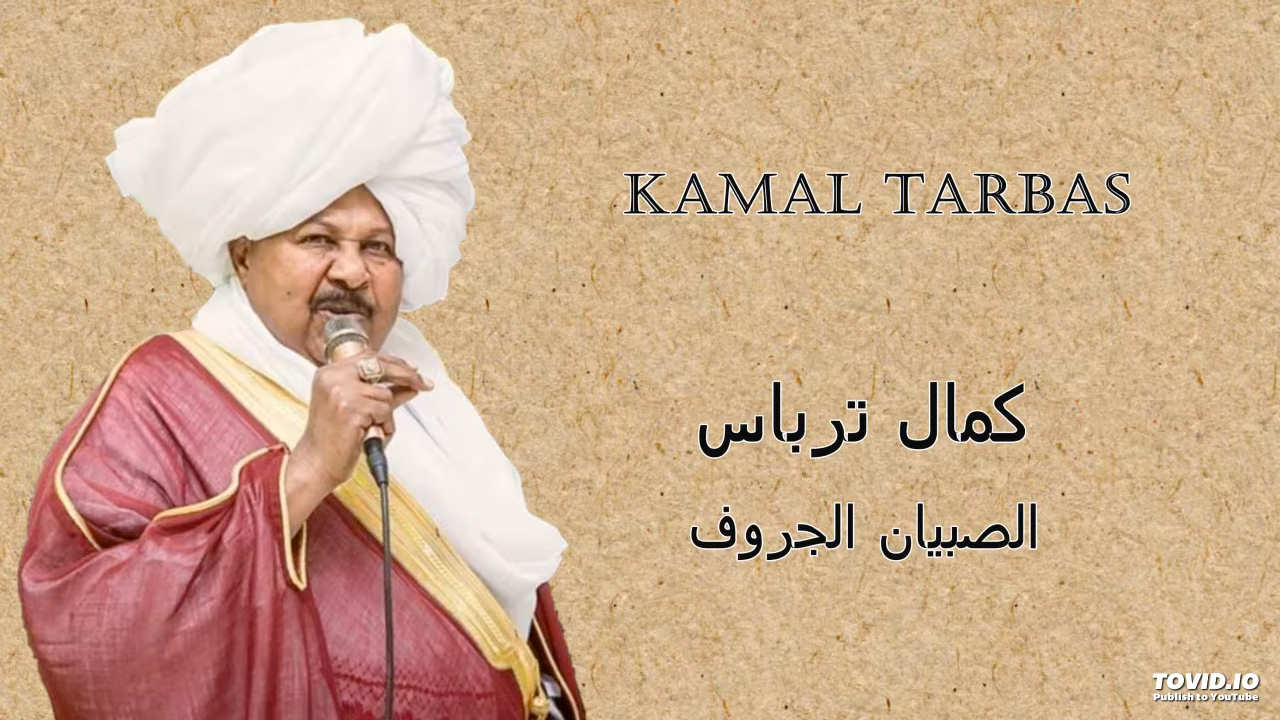 KAMAL TARBAS
كمال ترباس
الصبيان الجروف
TOVID.IO
Publish to YouTube